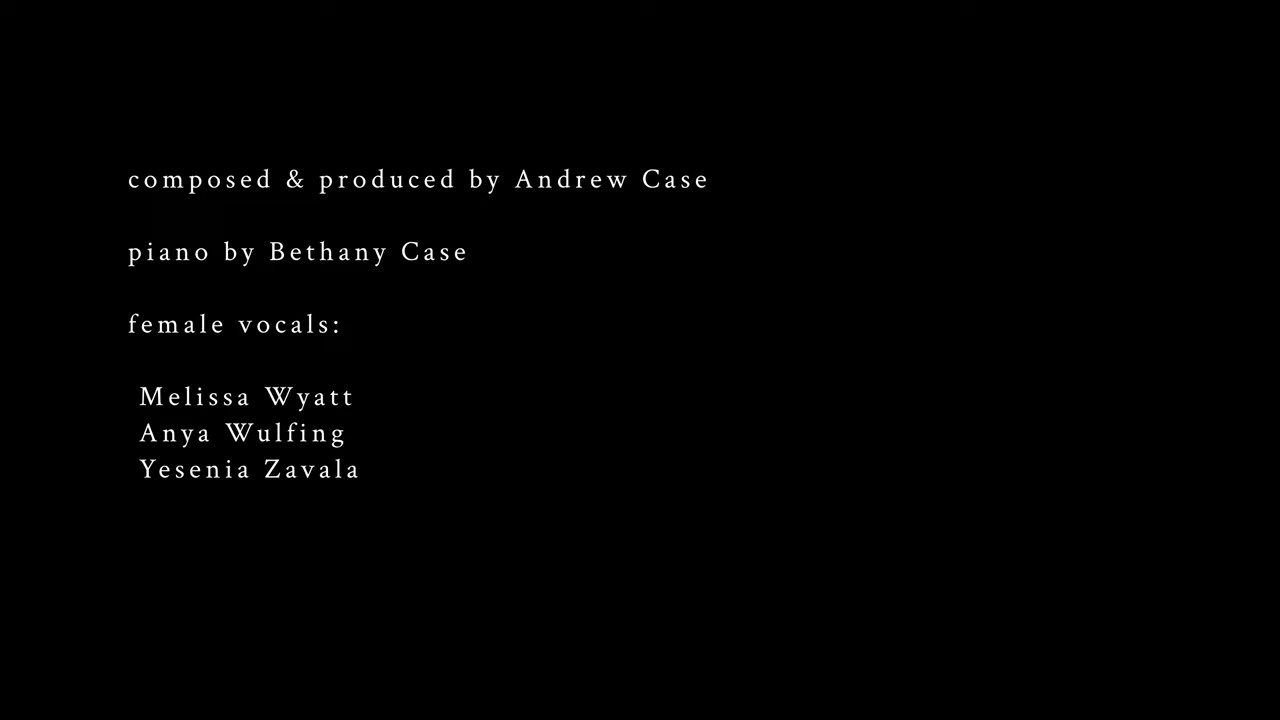 composed & produced by Andrew Case
piano by Bethany Case
female vocals:
Melissa Wyatt
Anya Wulfing
Yesenia Zavala